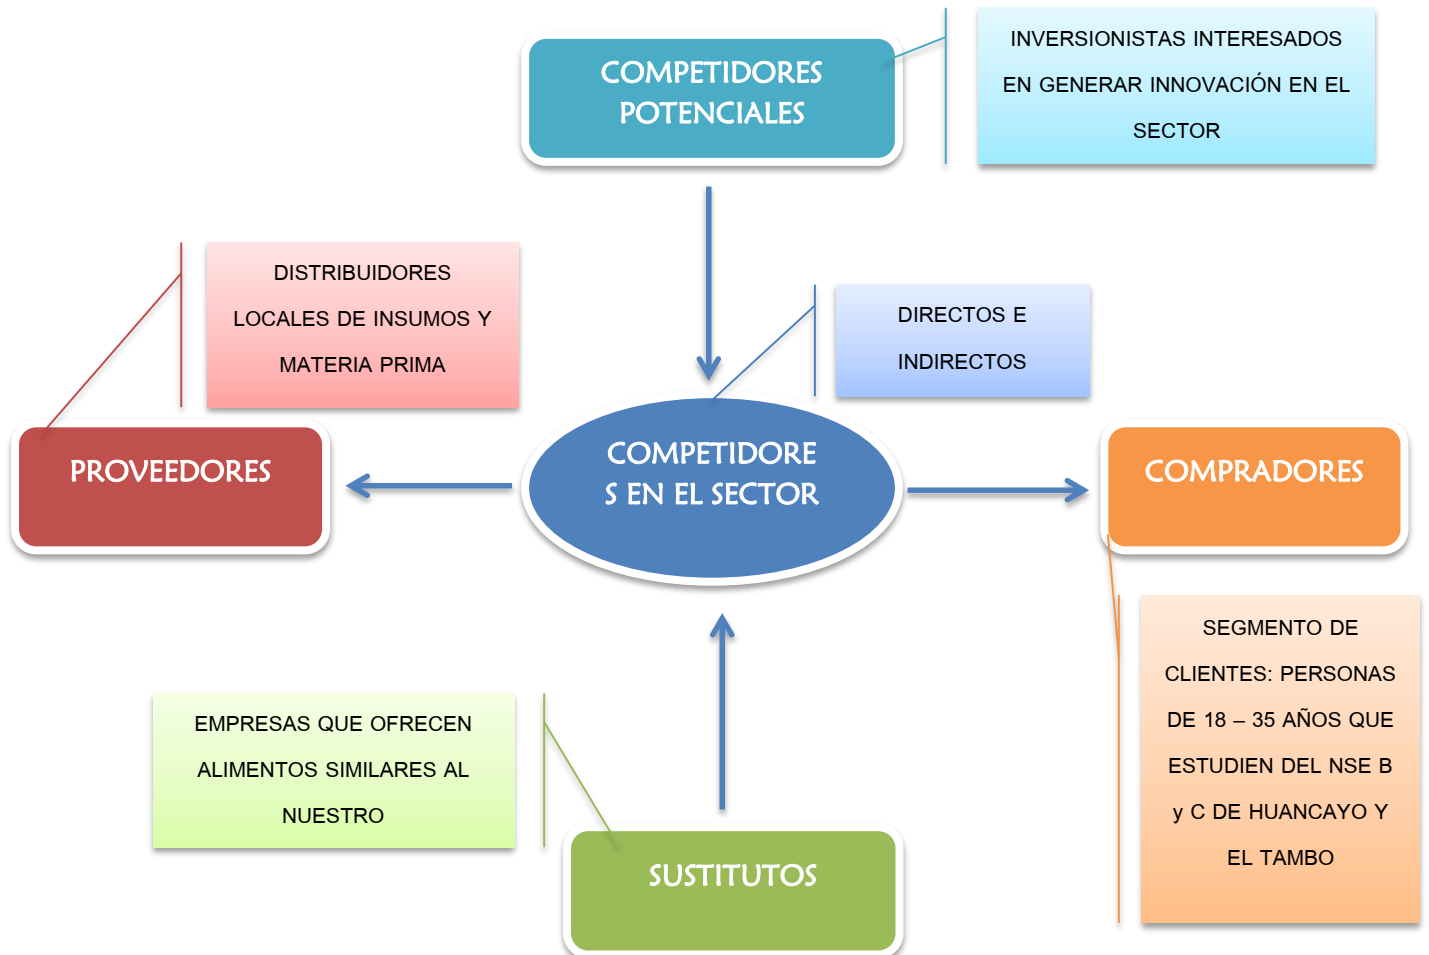 COMPETIDORES
POTENCIALES
INVERSIONISTAS INTERESADOS
EN GENERAR INNOVACIÓN EN EL
SECTOR
DISTRIBUIDORES
LOCALES DE INSUMOS Y
MATERIA PRIMA
DIRECTOS E
INDIRECTOS
PROVEEDORES
COMPETIDORE
S EN EL SECTOR
COMPRADORES
SEGMENTO DE
CLIENTES: PERSONAS
DE 18 – 35 AÑOS QUE
ESTUDIEN DEL NSE B
y C DE HUANCAYO Y
EL TAMBO
EMPRESAS QUE OFRECEN
ALIMENTOS SIMILARES AL
NUESTRO
SUSTITUTOS